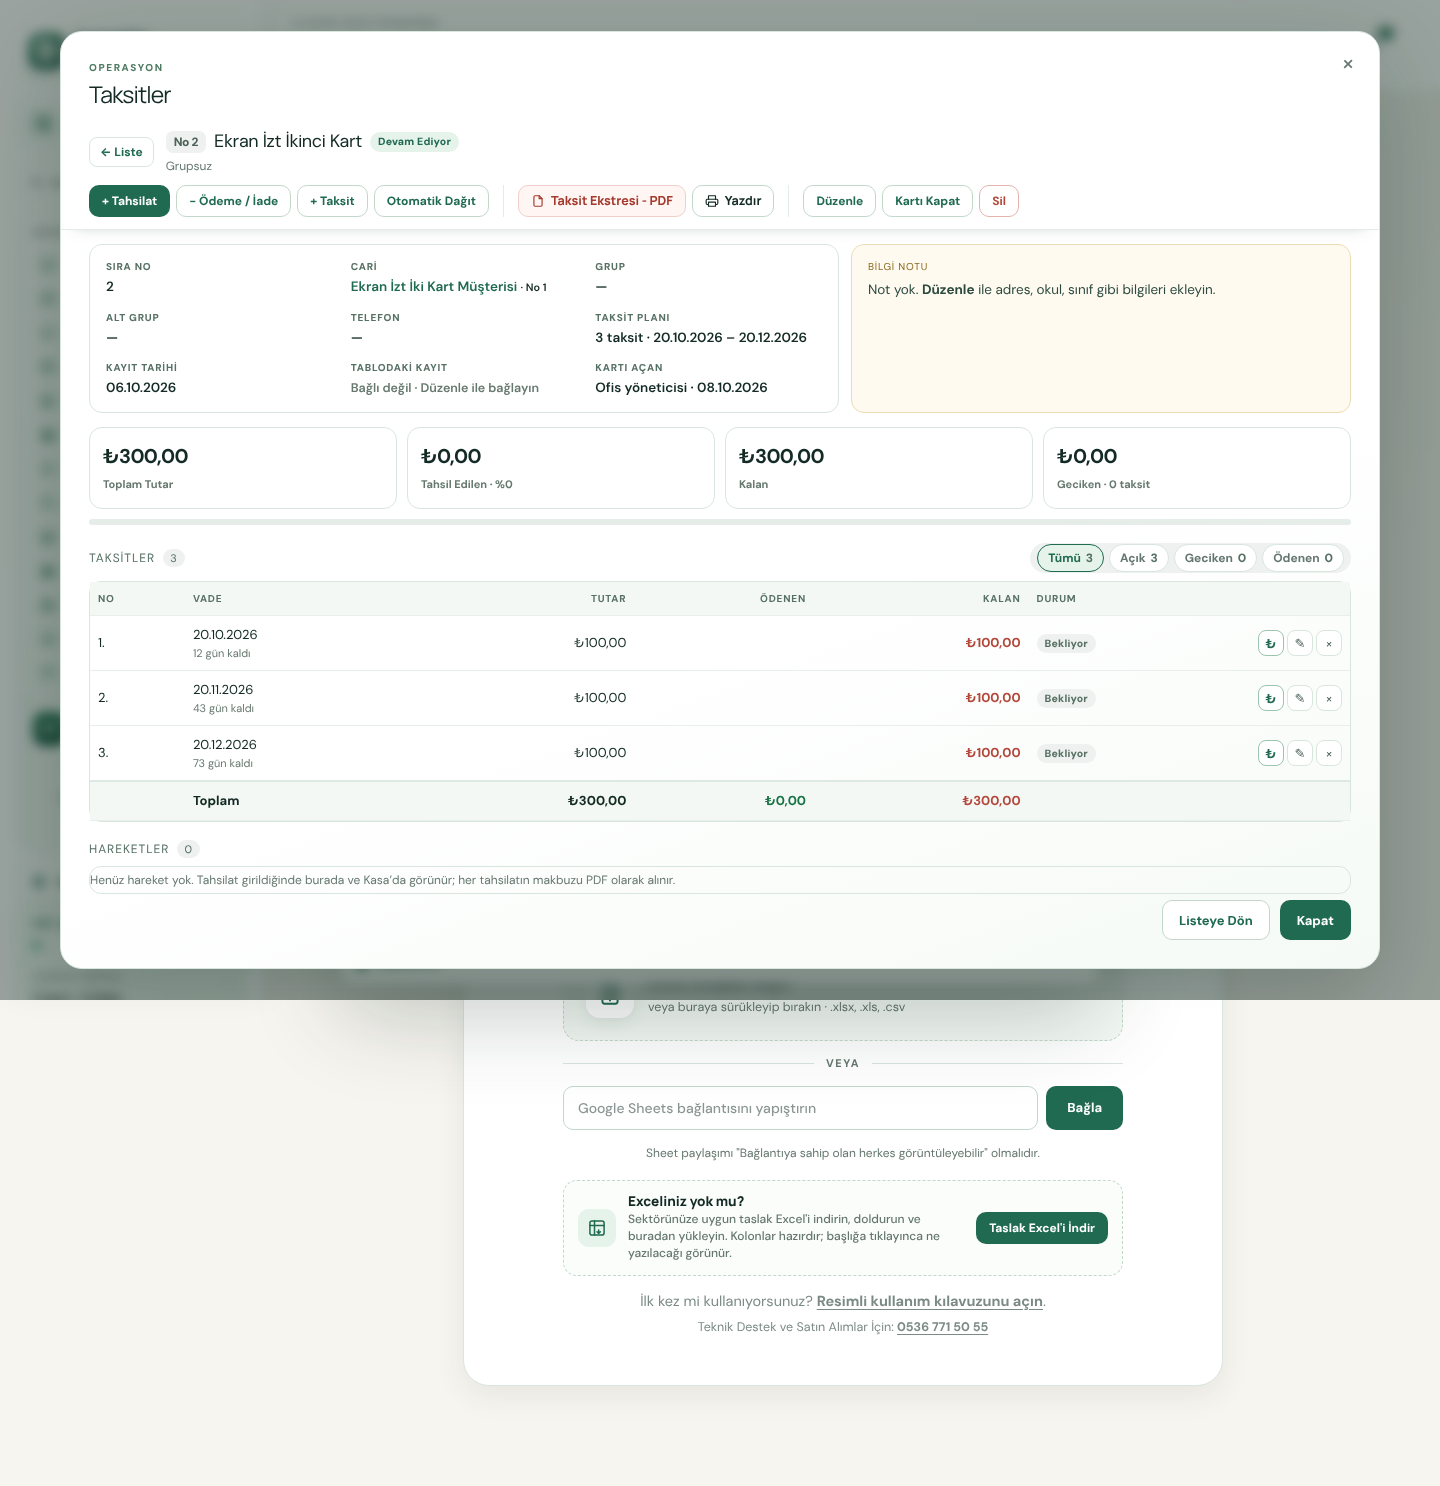 OPERASYON
Taksitler
×
← Liste
No 2 Ekran İzt İkinci Kart Devam Ediyor
Grupsuz
+ Tahsilat
− Ödeme / İade
+ Taksit
Otomatik Dağıt
Taksit Ekstresi - PDF
Yazdır
Düzenle
Kartı Kapat
Sil
SIRA NO
2
CARİ
Ekran İzt İki Kart Müşterisi · No 1
GRUP
—
ALT GRUP
—
TELEFON
—
TAKSİT PLANI
3 taksit · 20.10.2026 – 20.12.2026
KAYIT TARİHİ
06.10.2026
TABLODAKİ KAYIT
Bağlı değil · Düzenle ile bağlayın
KARTI AÇAN
Ofis yöneticisi · 08.10.2026
BİLGİ NOTU
Not yok. Düzenle ile adres, okul, sınıf gibi bilgileri ekleyin.
₺300,00
Toplam Tutar
₺0,00
Tahsil Edilen · %0
₺300,00
Kalan
₺0,00
Geciken · 0 taksit
TAKSİTLER 3
Tümü 3 Açık 3 Geciken 0 Ödenen 0
NO VADE TUTAR ÖDENEN KALAN DURUM
1. 20.10.2026 ₺100,00 ₺100,00 Bekliyor ₺ ✎ ×
12 gün kaldı
2. 20.11.2026 ₺100,00 ₺100,00 Bekliyor ₺ ✎ ×
43 gün kaldı
3. 20.12.2026 ₺100,00 ₺100,00 Bekliyor ₺ ✎ ×
73 gün kaldı
Toplam ₺300,00 ₺0,00 ₺300,00
HAREKETLER 0
Henüz hareket yok. Tahsilat girildiğinde burada ve Kasa'da görünür; her tahsilatın makbuzu PDF olarak alınır.
Listeye Dön
Kapat
veya buraya sürükleyip bırakın · .xlsx, .xls, .csv
VEYA
Google Sheets bağlantısını yapıştırın
Bağla
Sheet paylaşımı "Bağlantıya sahip olan herkes görüntüleyebilir" olmalıdır.
Exceliniz yok mu?
Sektörünüze uygun taslak Excel'i indirin, doldurun ve
buradan yükleyin. Kolonlar hazırdır; başlığa tıklayınca ne
yazılacağı görünür.
Taslak Excel'i İndir
İlk kez mi kullanıyorsunuz? Resimli kullanım kılavuzunu açın.
Teknik Destek ve Satın Alımlar İçin: 0536 771 50 55